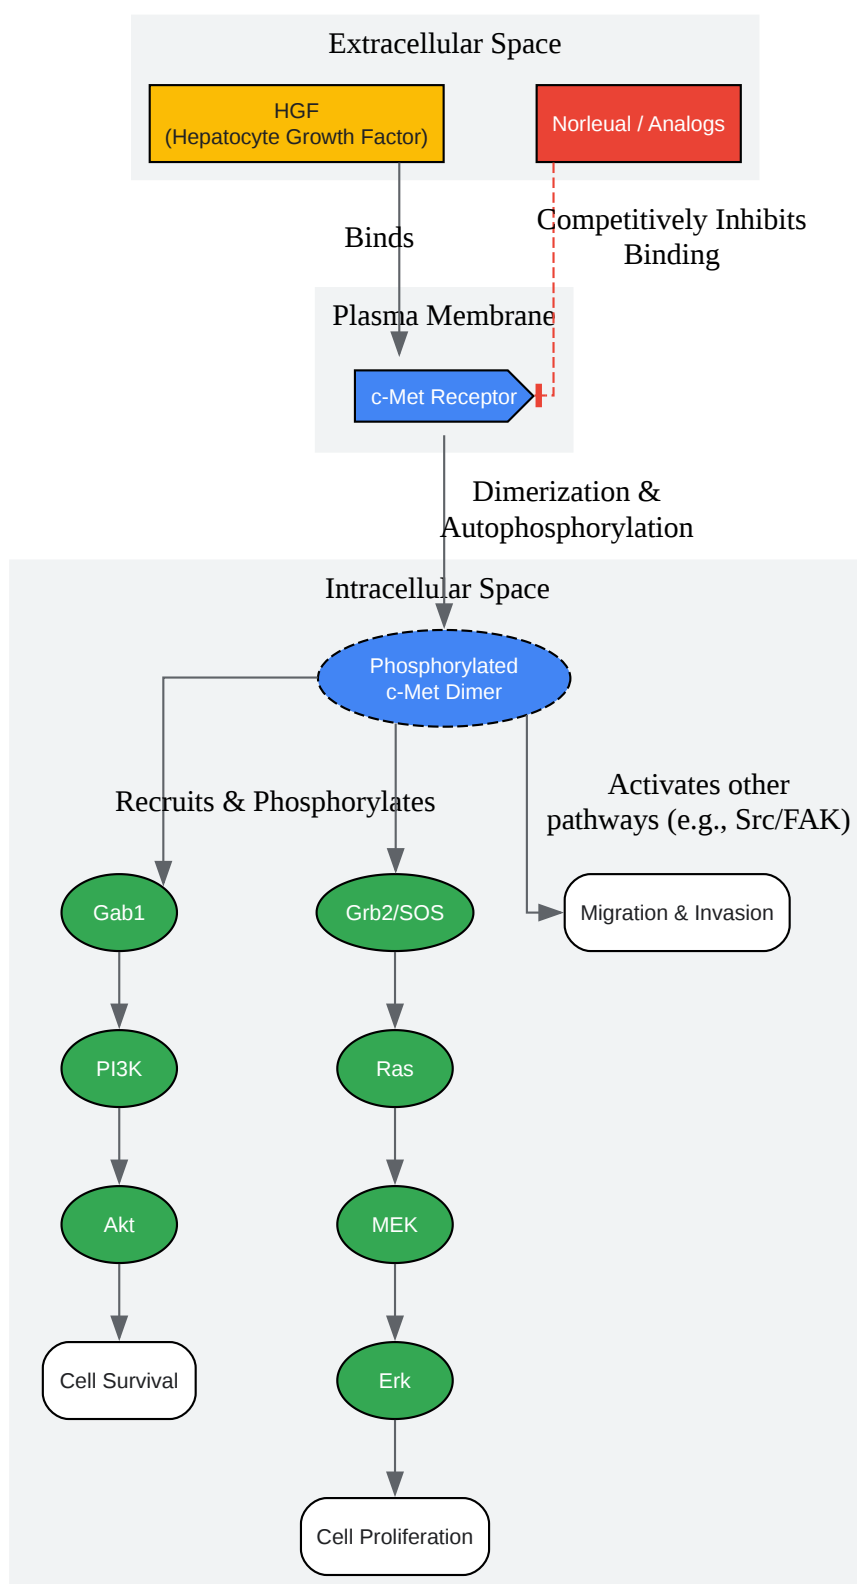 Extracellular Space
HGF
(Hepatocyte Growth Factor)
Norleual / Analogs
Binds
Competitively Inhibits
Binding
Plasma Membrane
c-Met Receptor
Dimerization &
Autophosphorylation
Intracellular Space
Phosphorylated
c-Met Dimer
Recruits & Phosphorylates
Activates other
pathways (e.g., Src/FAK)
Gab1
Grb2/SOS
Migration & Invasion
PI3K
Ras
Akt
MEK
Cell Survival
Erk
Cell Proliferation